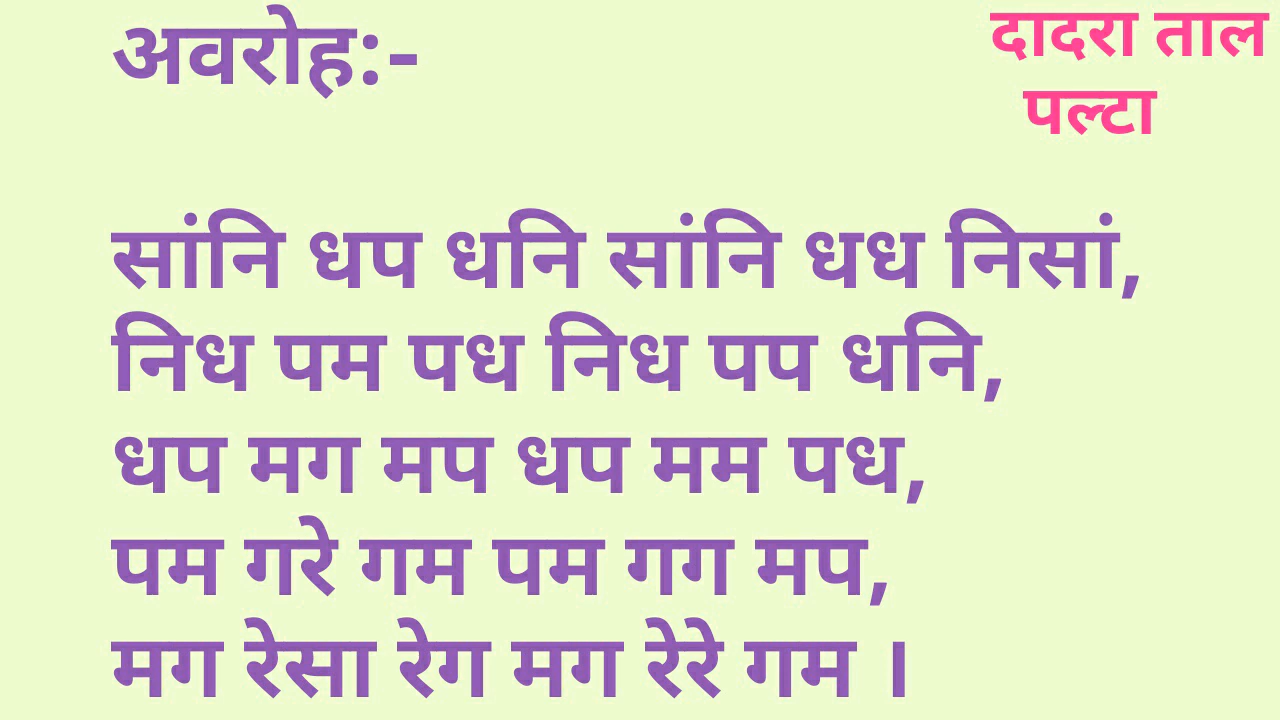 अवरोह:-
दादरा ताल
पल्टा
सांनि धप धनि सांनि धध निसां,
निध पम पध निध पप धनि,
धप मग मप धप मम पध,
पम गरे गम पम गग मप,
मग रेसा रेग मग रेरे गम ।